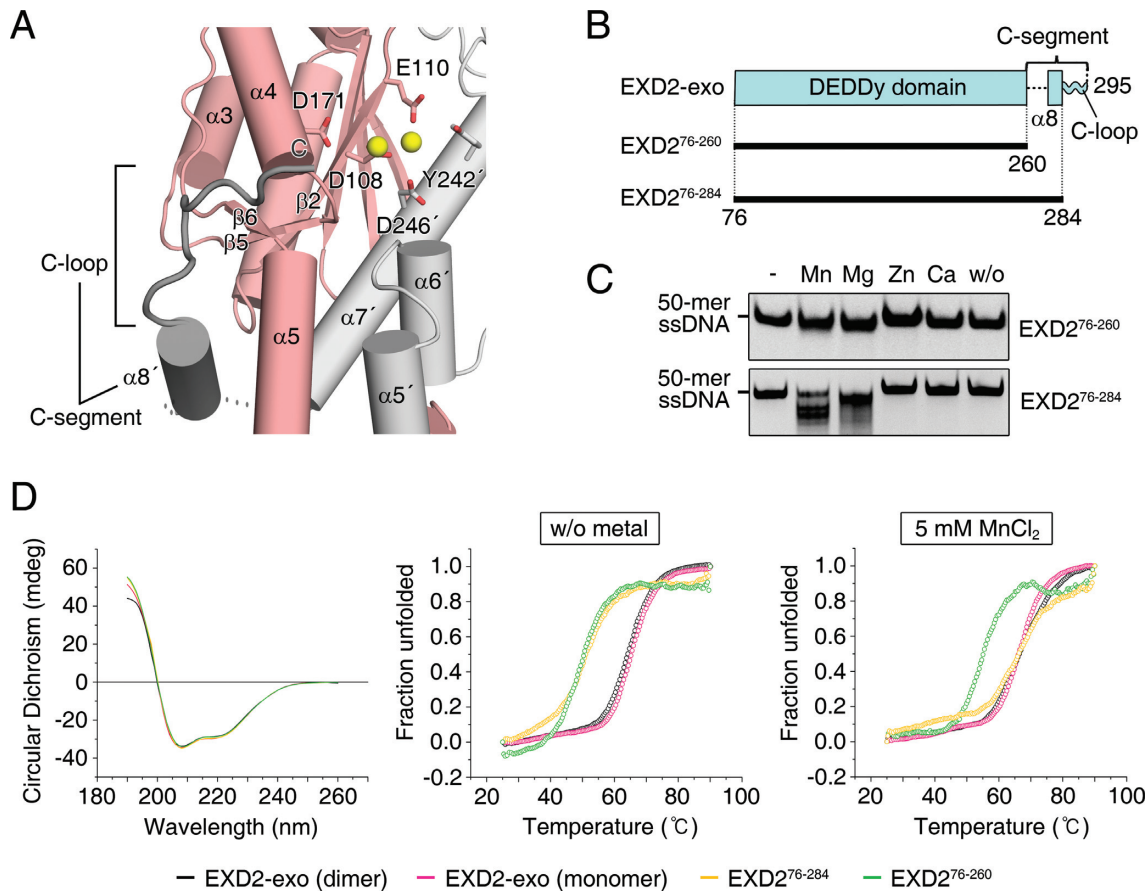 A
α4
E110
D171
α3
C
D108
Y242´
β2
β6
D246´
β5
C-loop
α6´
α7´
α5
α8´
α5´
C-segment
B
C-segment
EXD2-exo
DEDDy domain
295
α8
C-loop
EXD2⁷⁶⁻²⁶⁰
260
EXD2⁷⁶⁻²⁸⁴
76
284
C
- Mn Mg Zn Ca w/o
50-mer
ssDNA
EXD2⁷⁶⁻²⁶⁰
50-mer
ssDNA
EXD2⁷⁶⁻²⁸⁴
D
Circular Dichroism (mdeg)
60
40
20
0
-20
-40
180 200 220 240 260
Wavelength (nm)
w/o metal
Fraction unfolded
1.0
0.8
0.6
0.4
0.2
0.0
-0.2
20 40 60 80 100
Temperature (℃)
5 mM MnCl₂
Fraction unfolded
1.0
0.8
0.6
0.4
0.2
0.0
-0.2
20 40 60 80 100
Temperature (℃)
EXD2-exo (dimer) EXD2-exo (monomer) EXD2⁷⁶⁻²⁸⁴ EXD2⁷⁶⁻²⁶⁰